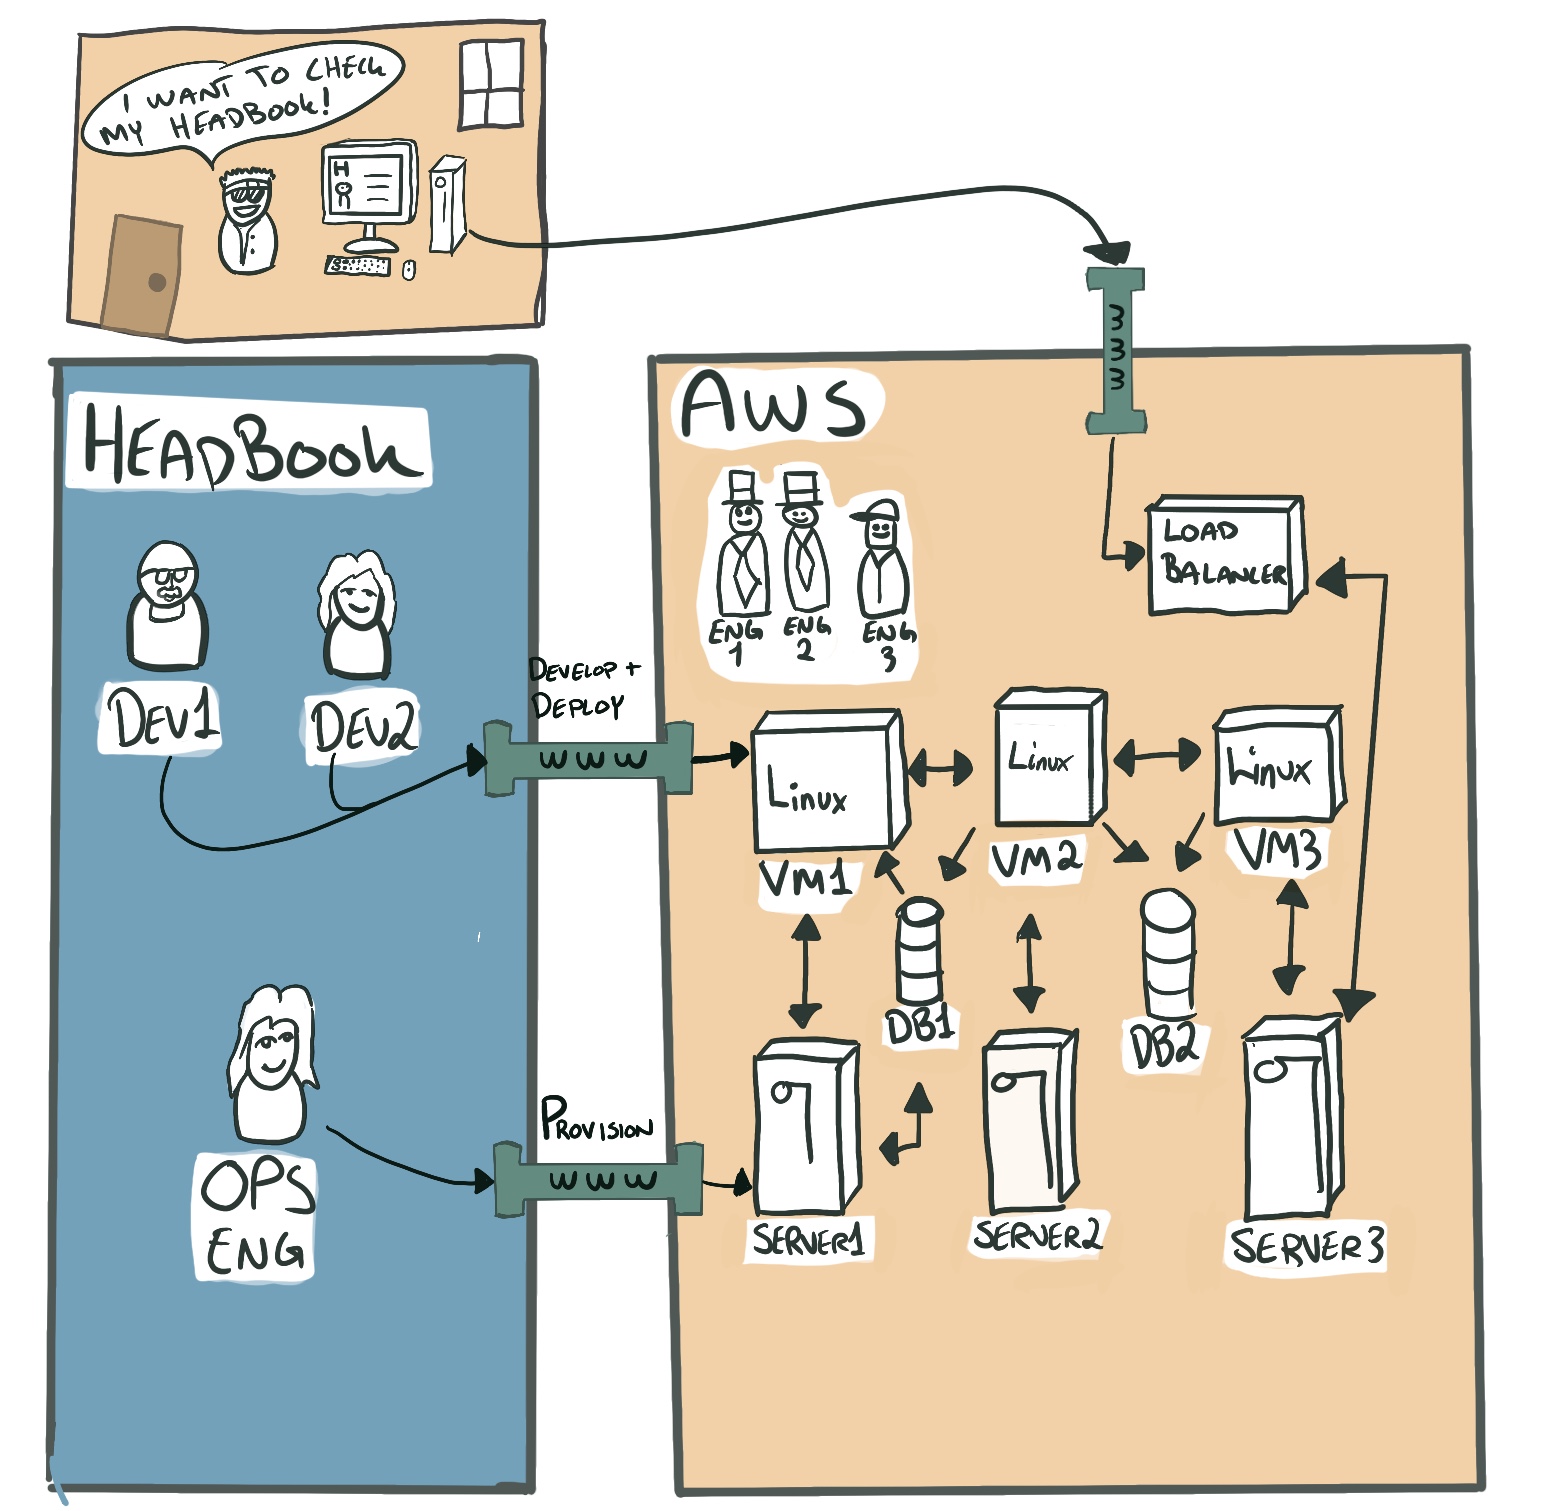 I WANT TO CHECK
MY HEADBOOK!
H
HEADBOOK
DEV1
DEV2
OPS
ENG
DEVELOP +
DEPLOY
WWW
PROVISION
WWW
WWW
AWS
ENG
1
ENG
2
ENG
3
LOAD
BALANCER
Linux
VM1
Linux
VM2
Linux
VM3
DB1
DB2
SERVER1
SERVER2
SERVER3